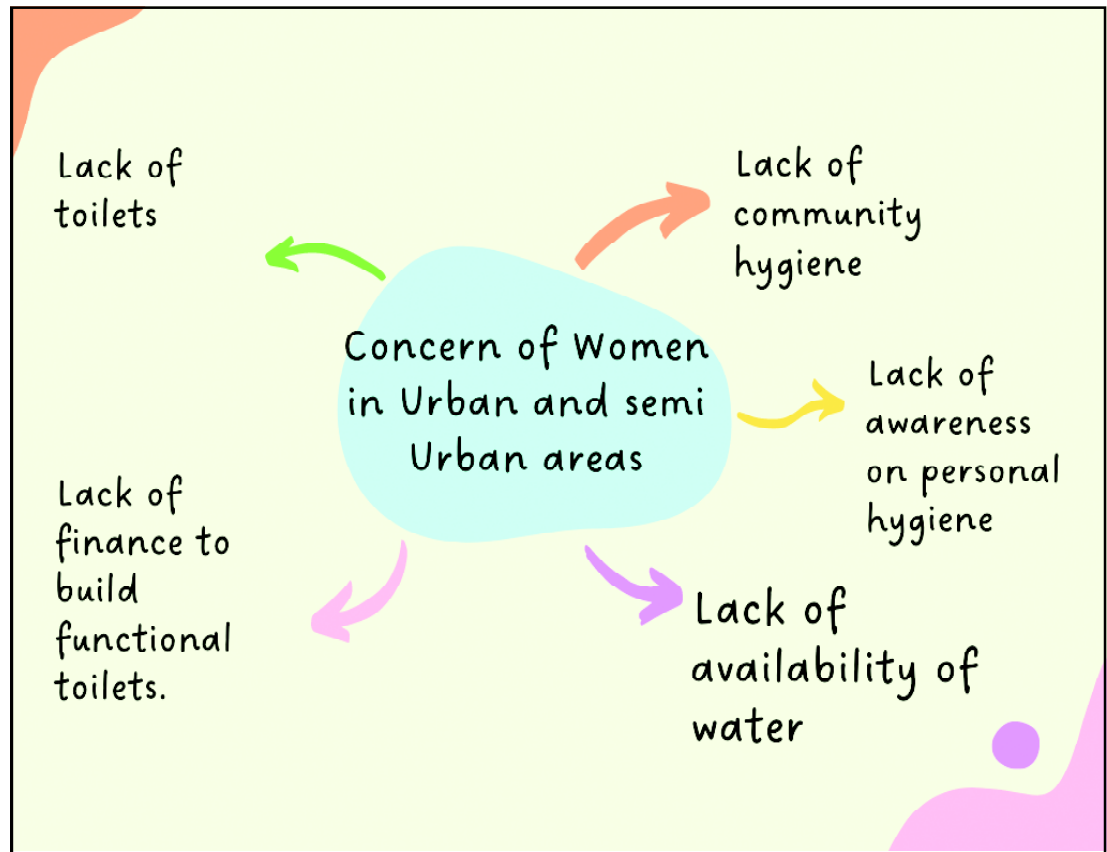 Concern of Women
in Urban and semi
Urban areas
Lack of
toilets
Lack of
community
hygiene
Lack of
awareness
on personal
hygiene
Lack of
availability of
water
Lack of
finance to
build
functional
toilets.